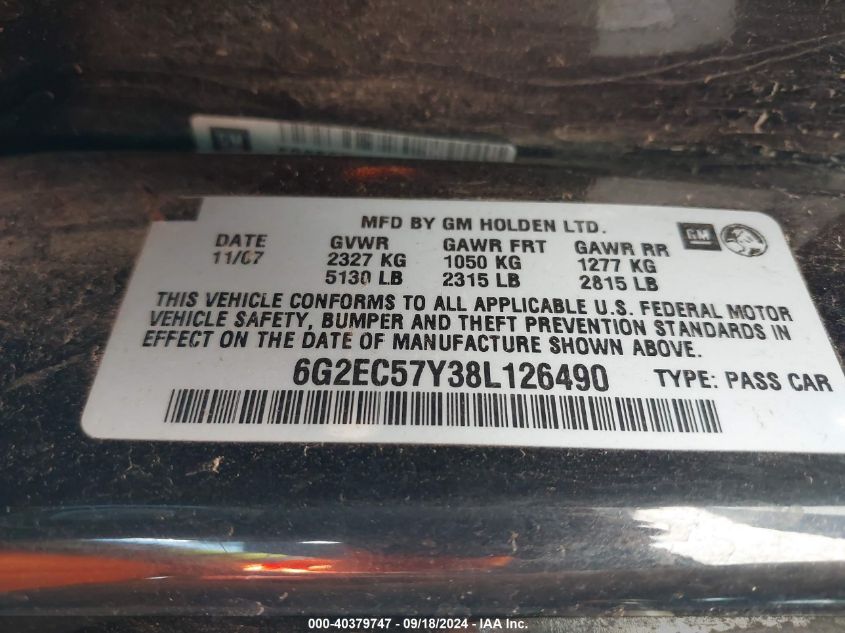 MFD BY GM HOLDEN LTD.
GM
DATE GVWR GAWR FRT GAWR RR
11/07 2327 KG 1050 KG 1277 KG
5130 LB 2315 LB 2815 LB
THIS VEHICLE CONFORMS TO ALL APPLICABLE U.S. FEDERAL MOTOR
VEHICLE SAFETY, BUMPER AND THEFT PREVENTION STANDARDS IN
EFFECT ON THE DATE OF MANUFACTURE SHOWN ABOVE.
6G2EC57Y38L126490 TYPE: PASS CAR
000-40379747 - 09/18/2024 - IAA Inc.